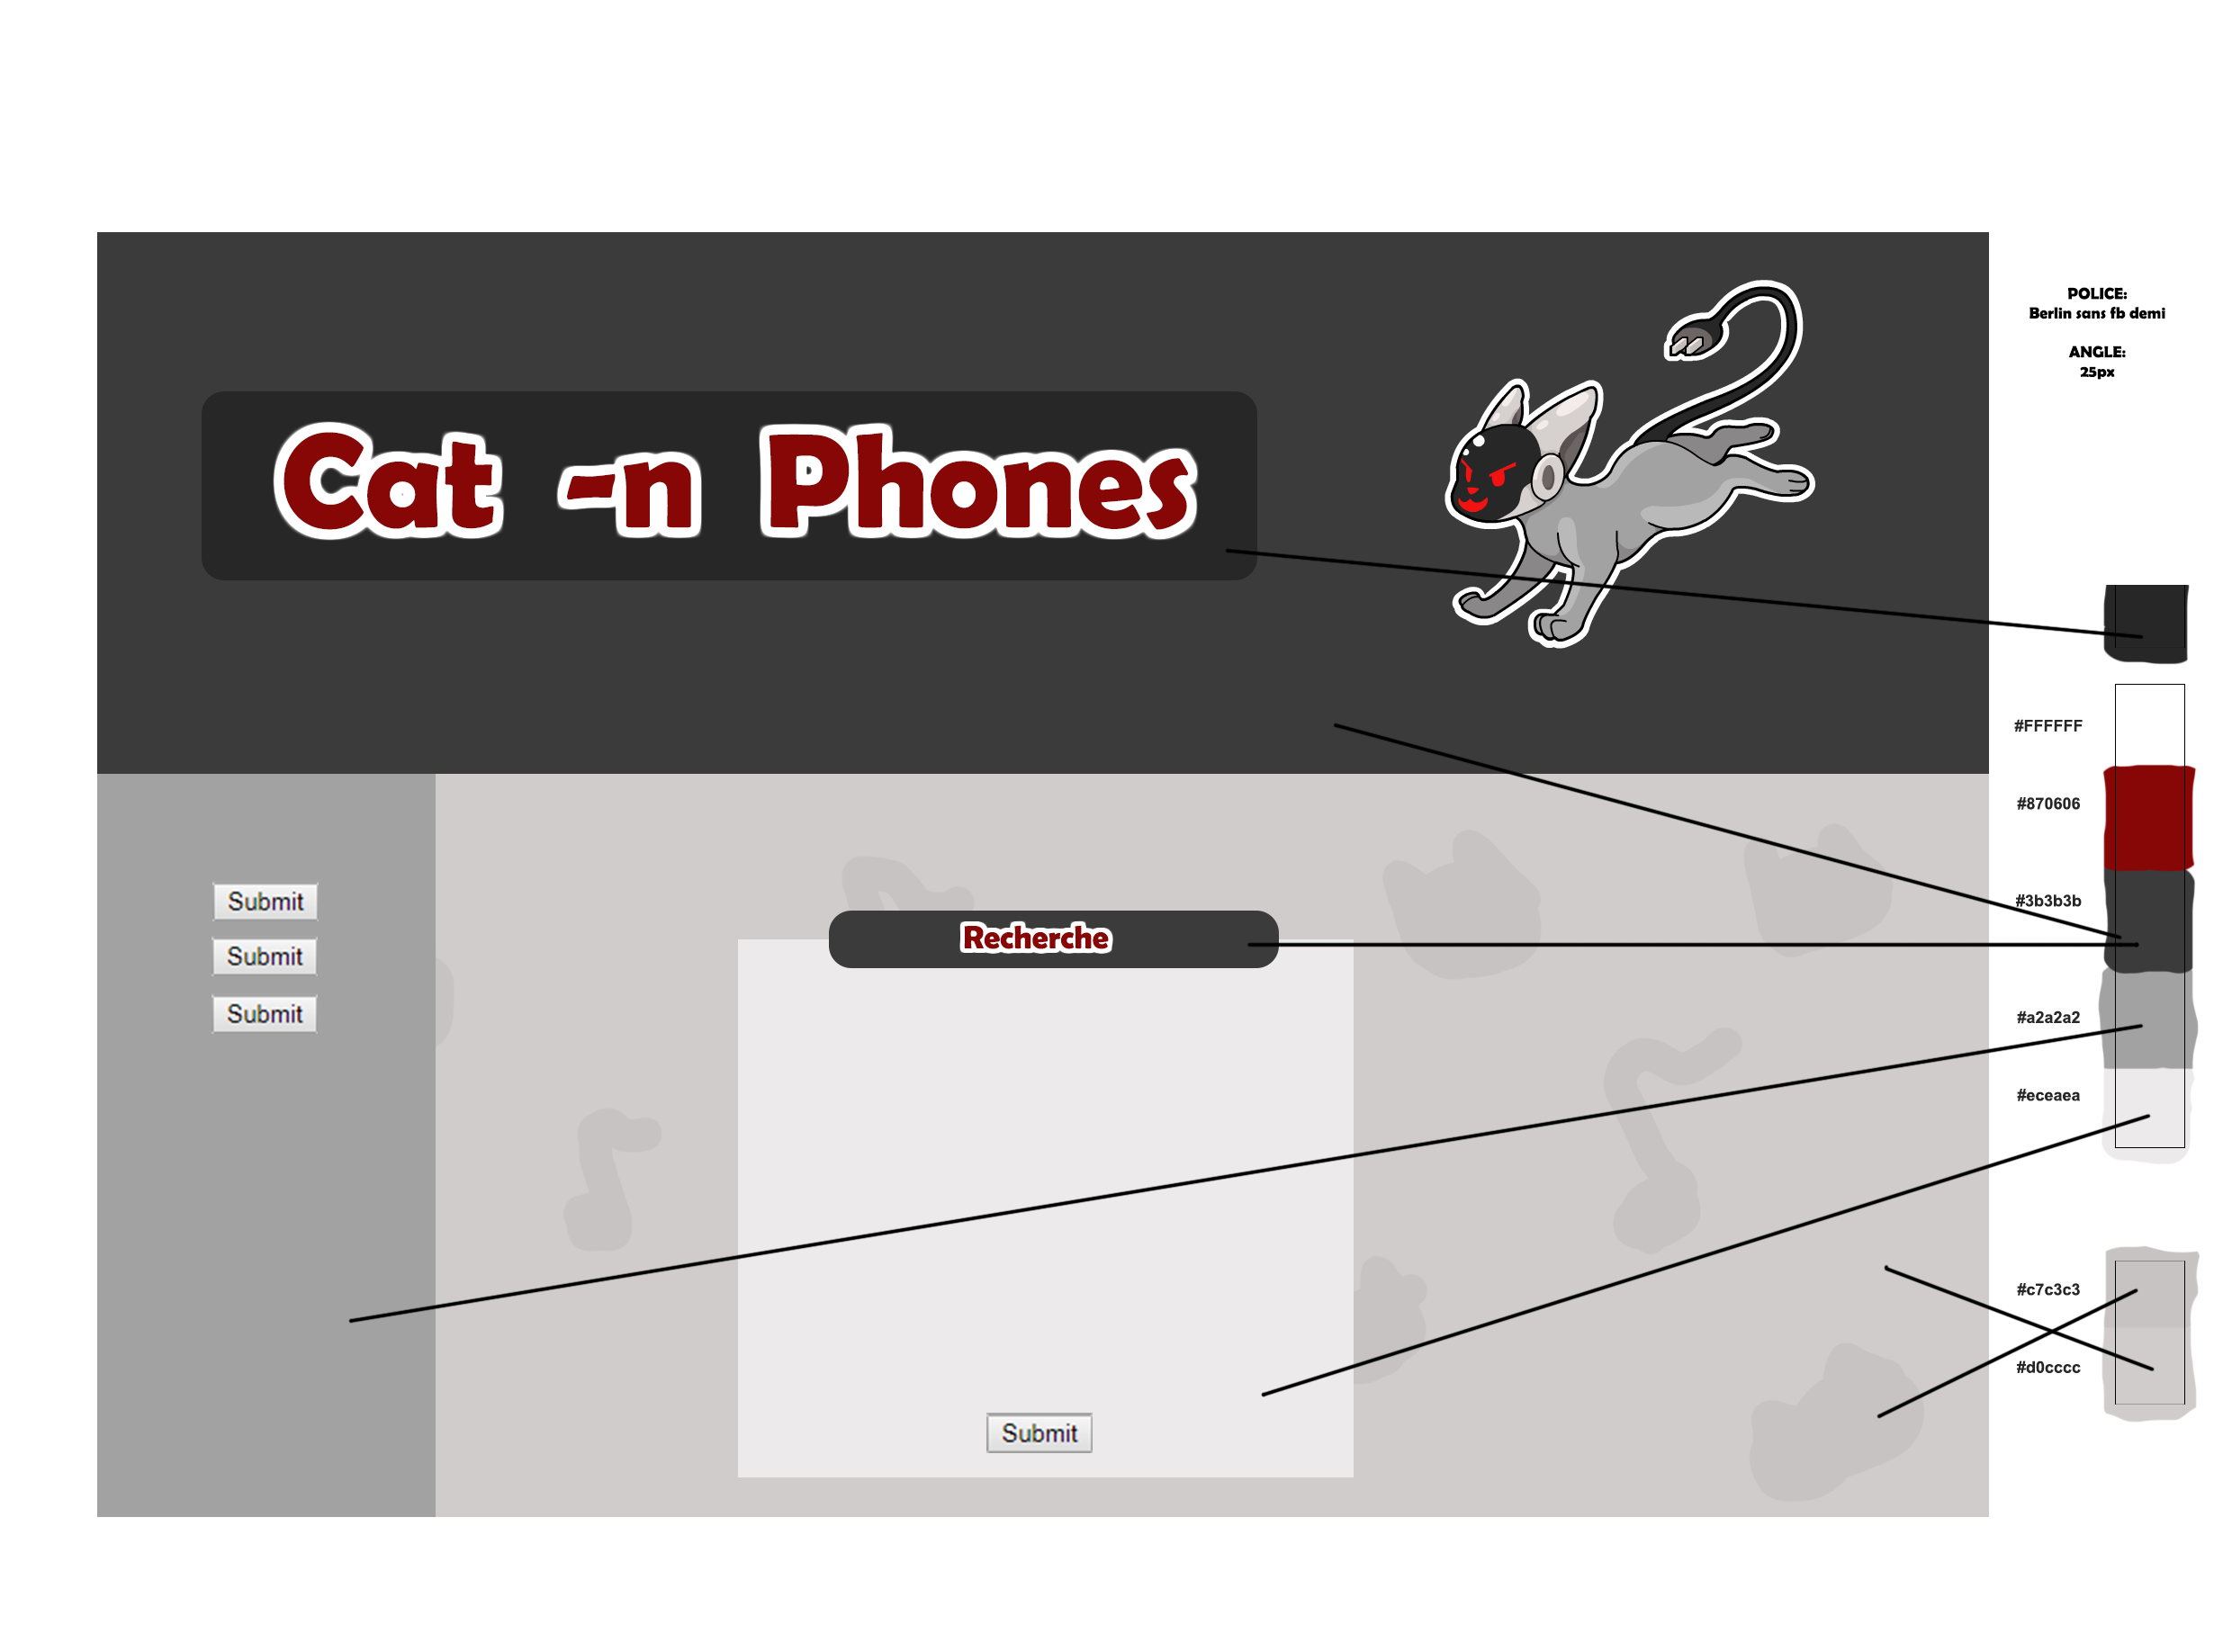 POLICE:
Berlin sans fb demi
ANGLE:
25px
Cat -n Phones
#FFFFFF
#870606
#3b3b3b
#a2a2a2
#eceaea
#c7c3c3
#d0cccc
Submit
Submit
Submit
Recherche
Submit